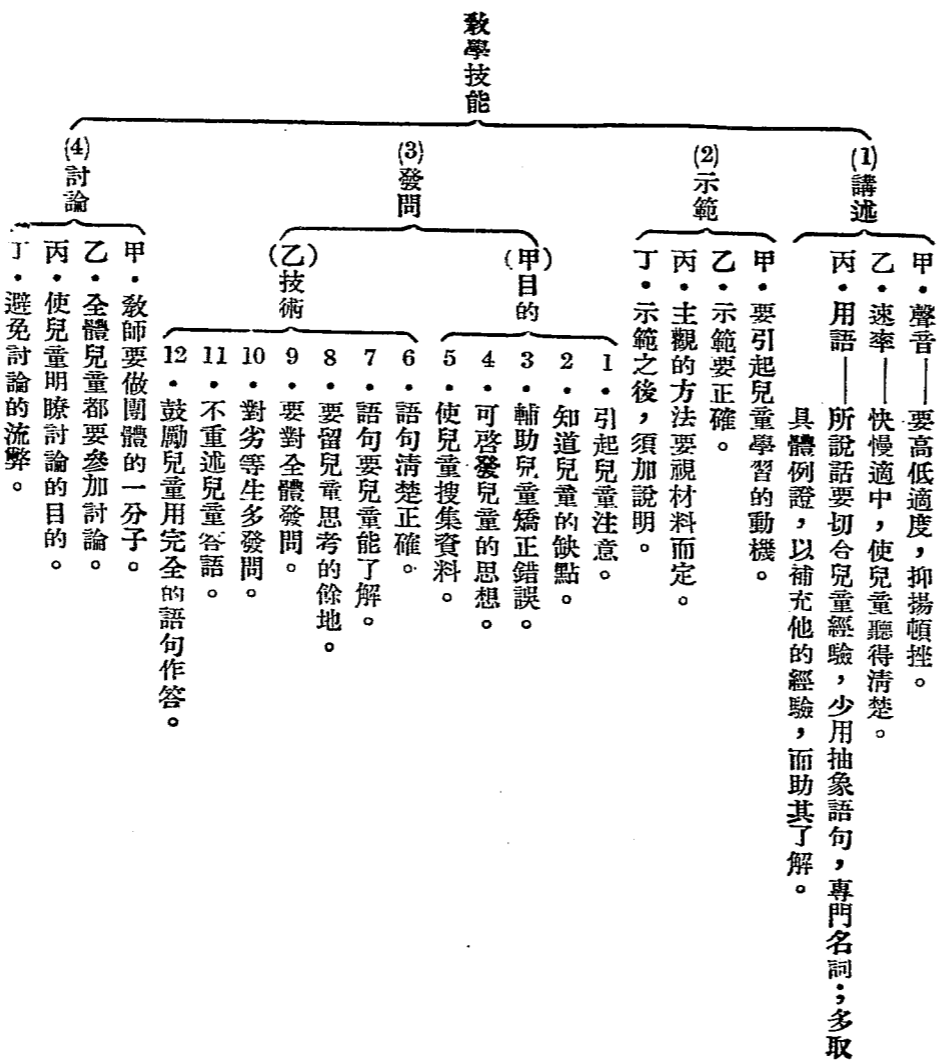 教學技能
(1)講述
甲・聲音——要高低適度，抑揚頓挫。
乙・速率——快慢適中，使兒童聽得清楚。
丙・用語——所說話要切合兒童經驗，少用抽象語句，專門名詞；多取
具體例證，以補充他的經驗，而助其了解。
(2)示範
甲・要引起兒童學習的動機。
乙・示範要正確。
丙・主觀的方法要視材料而定。
丁・示範之後，須加說明。
(3)發問
(甲)目的
1・引起兒童注意。
2・知道兒童的缺點。
3・輔助兒童矯正錯誤。
4・可啓發兒童的思想。
5・使兒童搜集資料。
(乙)技術
6・語句清楚正確。
7・語句要兒童能了解。
8・要留兒童思考的餘地。
9・要對全體發問。
10・對劣等生多發問。
11・不重述兒童答語。
12・鼓勵兒童用完全的語句作答。
(4)討論
甲・教師要做團體的一分子。
乙・全體兒童都要參加討論。
丙・使兒童明瞭討論的目的。
丁・避免討論的流弊。